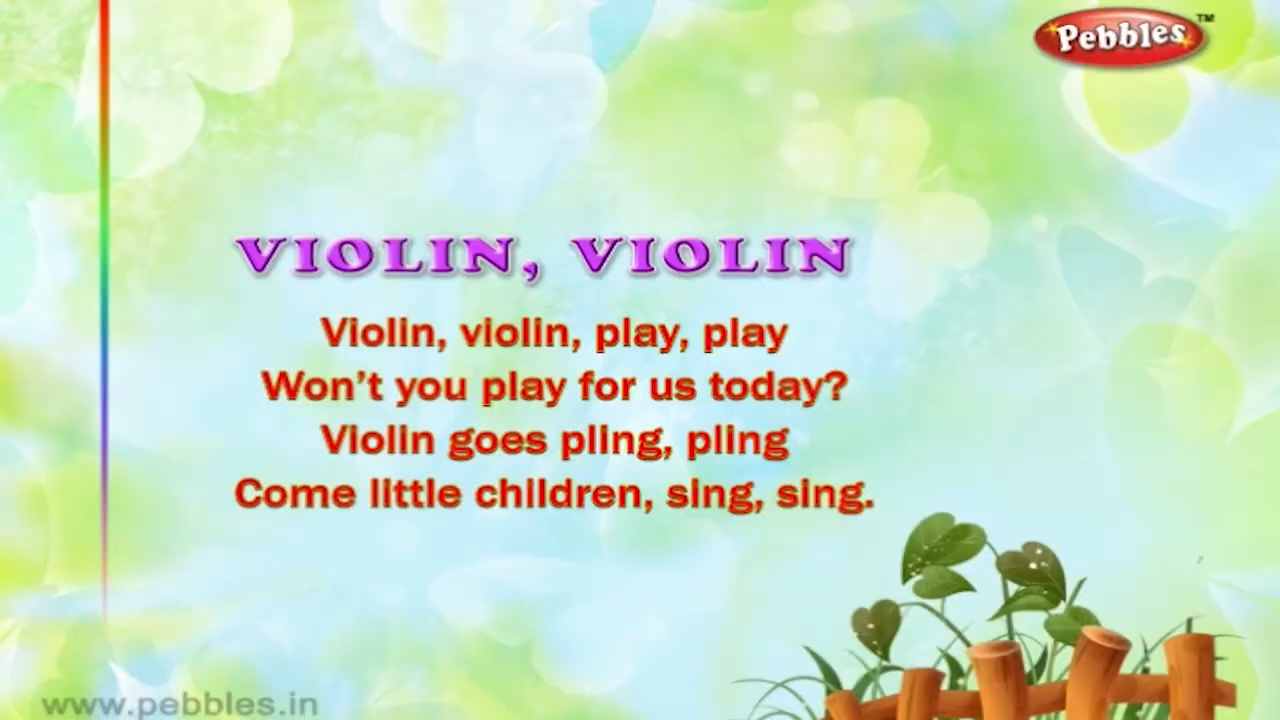 Pebbles™
VIOLIN, VIOLIN
Violin, violin, play, play
Won't you play for us today?
Violin goes pling, pling
Come little children, sing, sing.
www.pebbles.in